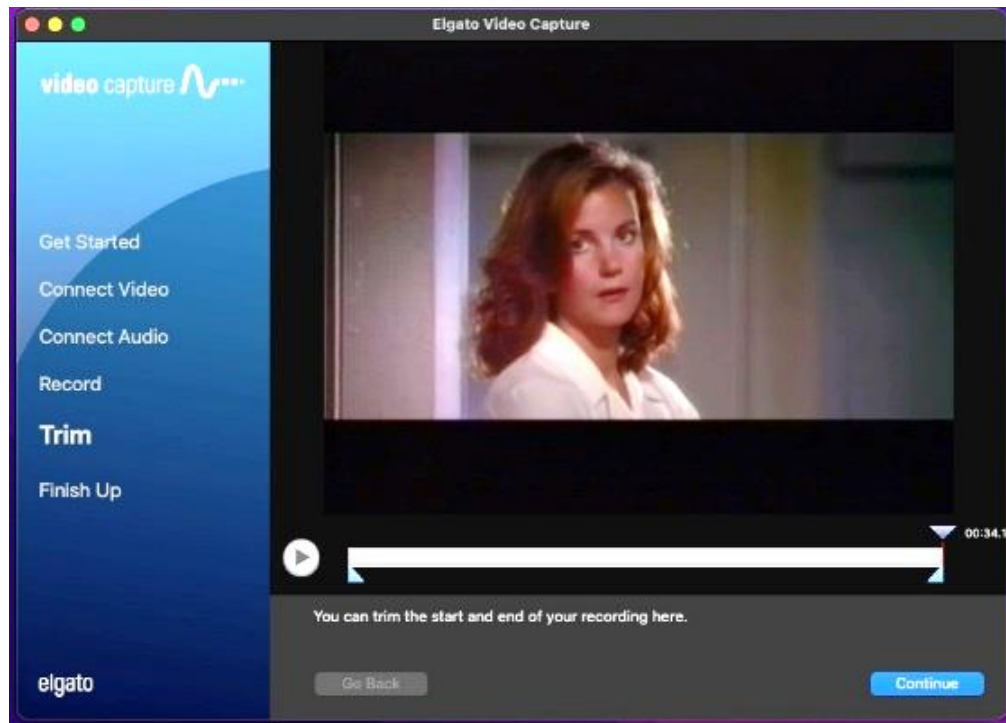 Elgato Video Capture
video capture
Get Started
Connect Video
Connect Audio
Record
Trim
Finish Up
00:34.1
You can trim the start and end of your recording here.
elgato
Go Back
Continue